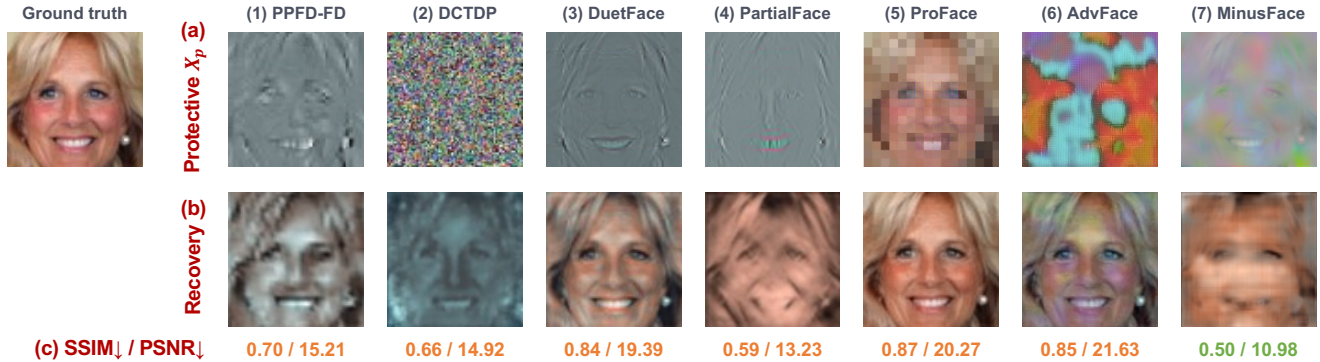 Ground truth
(1) PPFD-FD
(2) DCTDP
(3) DuetFace
(4) PartialFace
(5) ProFace
(6) AdvFace
(7) MinusFace
(a)
Protective X_p
(b)
Recovery
(c) SSIM↓ / PSNR↓
0.70 / 15.21
0.66 / 14.92
0.84 / 19.39
0.59 / 13.23
0.87 / 20.27
0.85 / 21.63
0.50 / 10.98